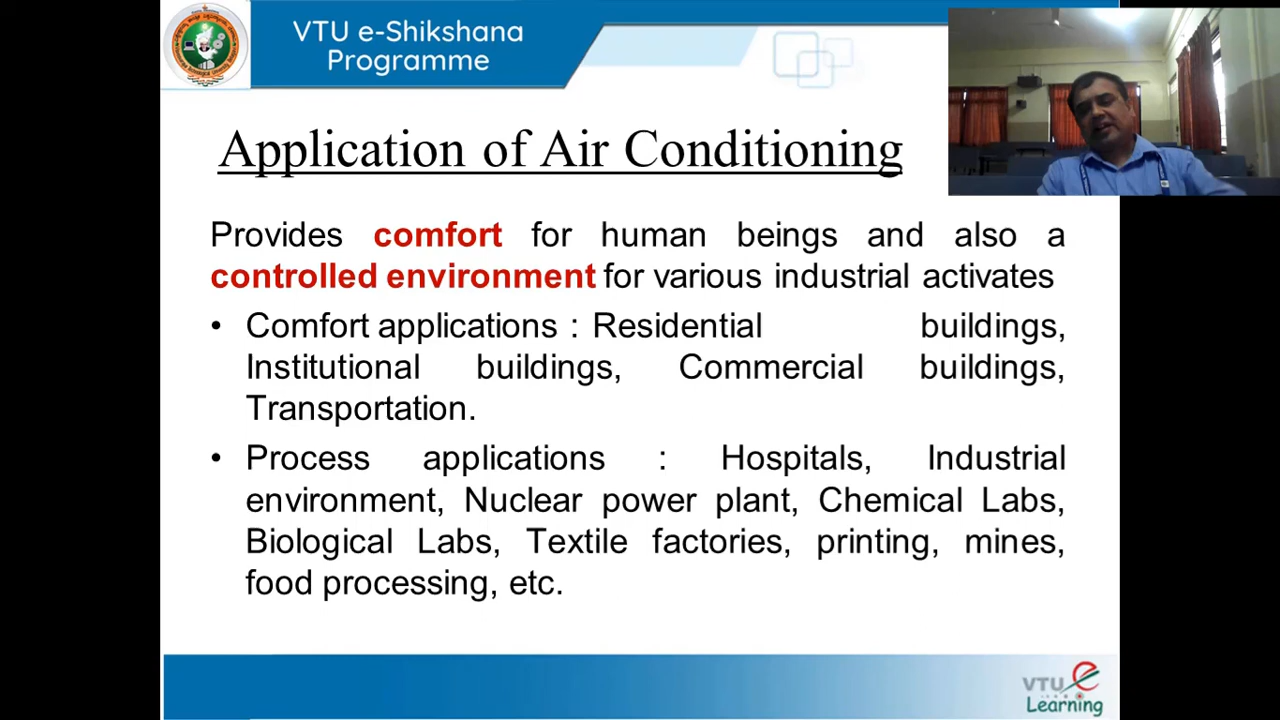 VTU e-Shikshana
Programme
Application of Air Conditioning
Provides comfort for human beings and also a
controlled environment for various industrial activates
• Comfort applications : Residential buildings,
Institutional buildings, Commercial buildings,
Transportation.
• Process applications : Hospitals, Industrial
environment, Nuclear power plant, Chemical Labs,
Biological Labs, Textile factories, printing, mines,
food processing, etc.
VTU e
Learning